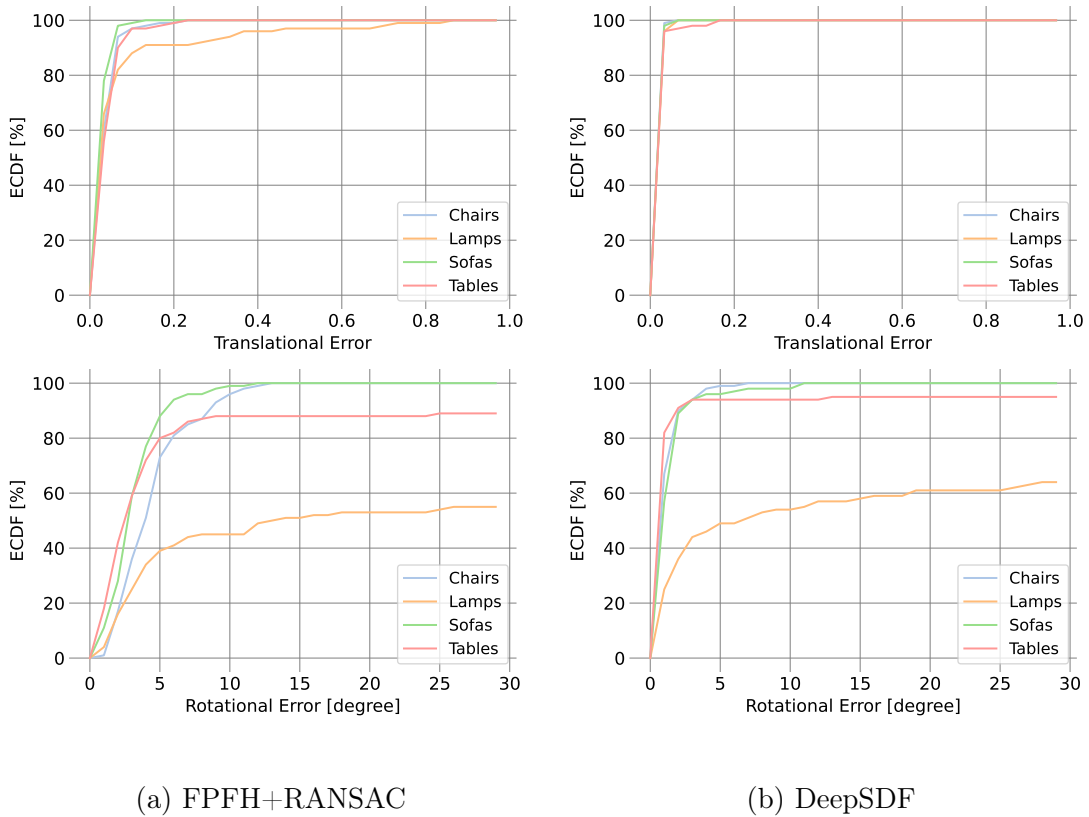 100
80
60
40
20
0
ECDF [%]
Chairs
Lamps
Sofas
Tables
0.0 0.2 0.4 0.6 0.8 1.0
Translational Error
100
80
60
40
20
0
ECDF [%]
Chairs
Lamps
Sofas
Tables
0.0 0.2 0.4 0.6 0.8 1.0
Translational Error
100
80
60
40
20
0
ECDF [%]
Chairs
Lamps
Sofas
Tables
0 5 10 15 20 25 30
Rotational Error [degree]
100
80
60
40
20
0
ECDF [%]
Chairs
Lamps
Sofas
Tables
0 5 10 15 20 25 30
Rotational Error [degree]
(a) FPFH+RANSAC
(b) DeepSDF